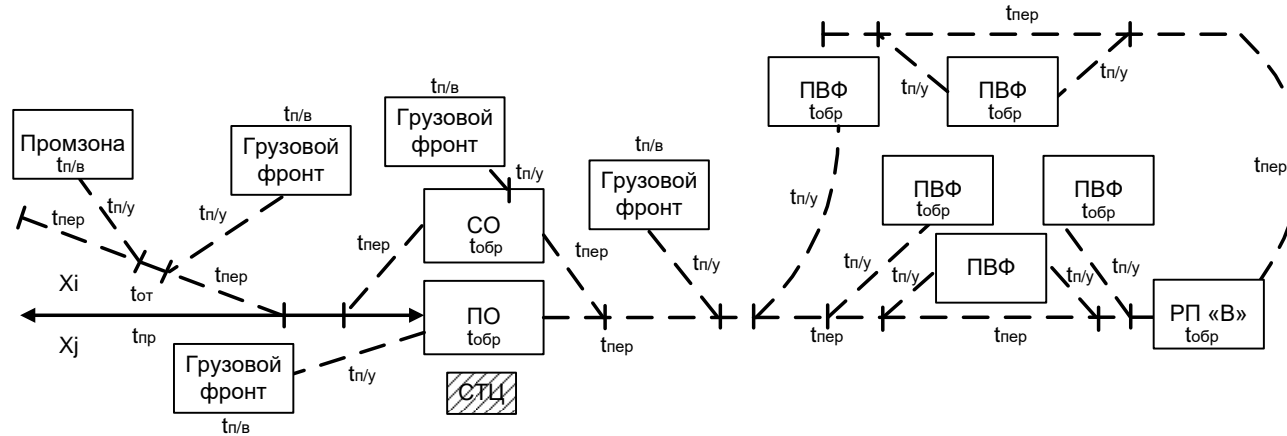 tпер
ПВФ
tобр
tп/у
ПВФ
tобр
tп/у
tп/в
Промзона
tп/в
tп/в
Грузовой
фронт
Грузовой
фронт
tп/у
tп/в
Грузовой
фронт
tп/у
ПВФ
tобр
ПВФ
tобр
tпер
tпер
tп/у
tп/у
tпер
СО
tобр
tпер
tп/у
tп/у
tп/у
ПВФ
tп/у
tп/у
Xi
tот
tпер
ПО
tобр
РП «В»
tобр
tпр
tпер
tпер
tпер
Xj
Грузовой
фронт
tп/у
СТЦ
tп/в